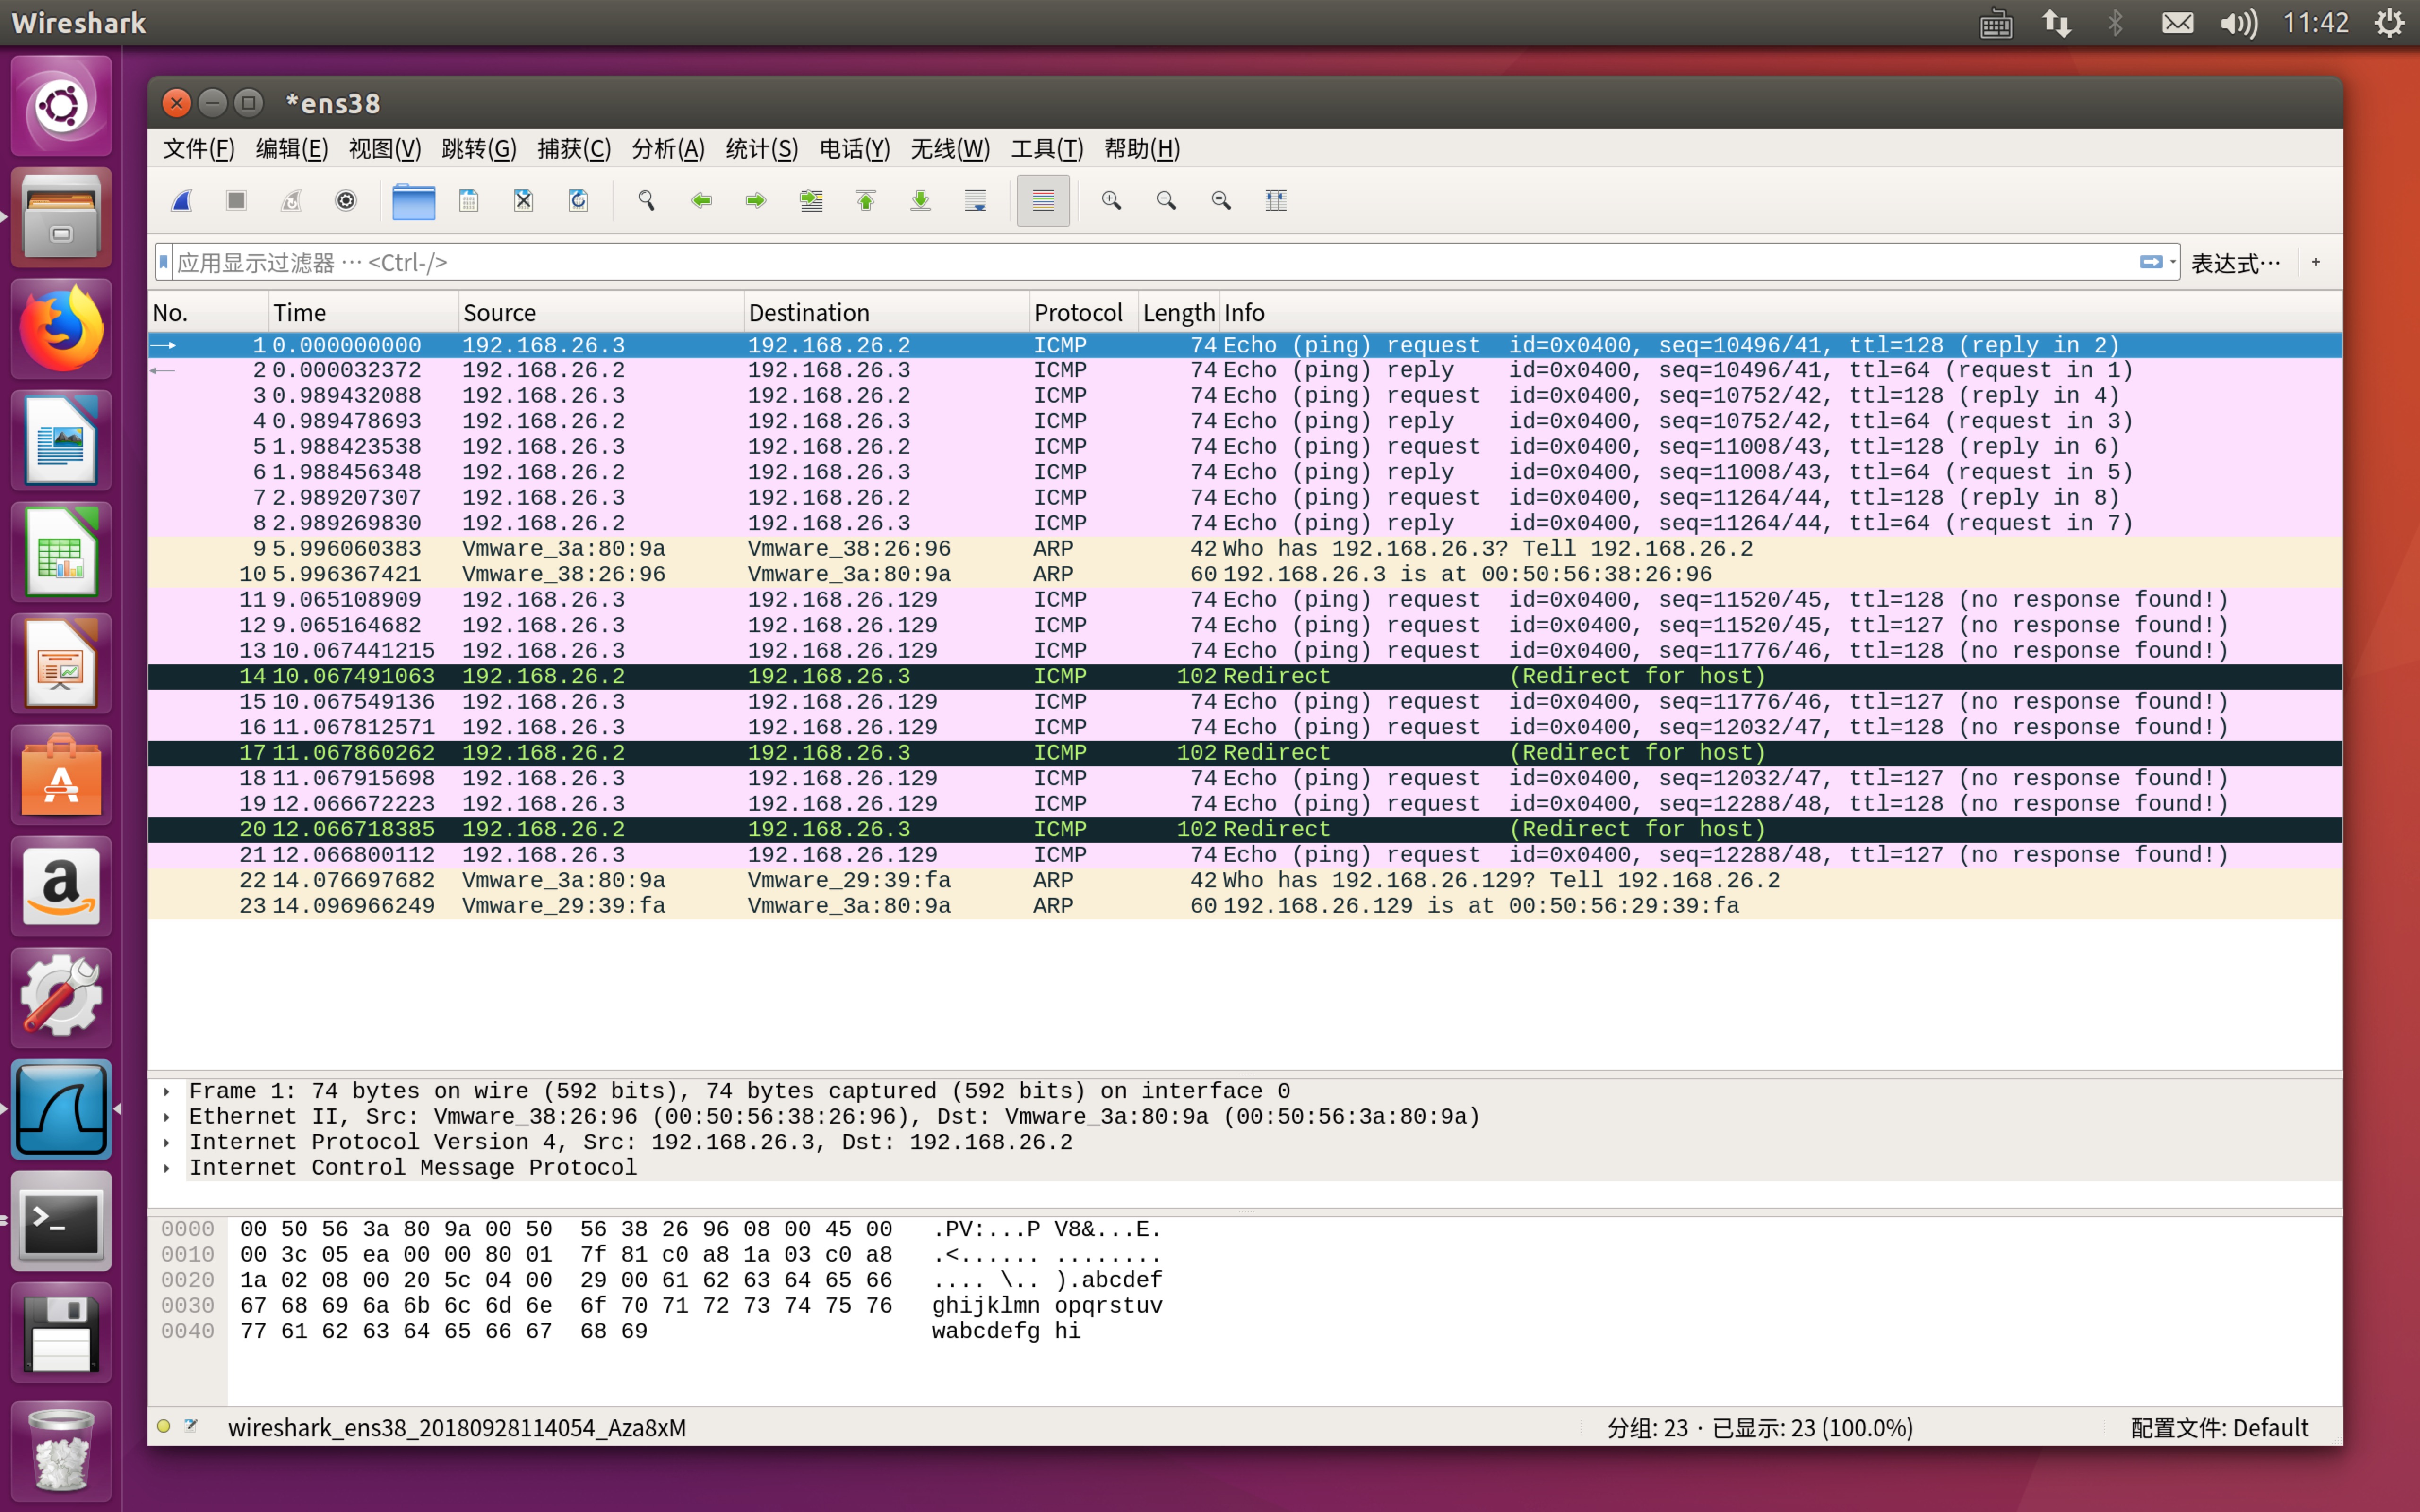 Wireshark 11:42
*ens38
文件(F) 编辑(E) 视图(V) 跳转(G) 捕获(C) 分析(A) 统计(S) 电话(Y) 无线(W) 工具(T) 帮助(H)
应用显示过滤器 … <Ctrl-/> 表达式… +
No. Time Source Destination Protocol Length Info
1 0.000000000 192.168.26.3 192.168.26.2 ICMP 74 Echo (ping) request id=0x0400, seq=10496/41, ttl=128 (reply in 2)
2 0.000032372 192.168.26.2 192.168.26.3 ICMP 74 Echo (ping) reply id=0x0400, seq=10496/41, ttl=64 (request in 1)
3 0.989432088 192.168.26.3 192.168.26.2 ICMP 74 Echo (ping) request id=0x0400, seq=10752/42, ttl=128 (reply in 4)
4 0.989478693 192.168.26.2 192.168.26.3 ICMP 74 Echo (ping) reply id=0x0400, seq=10752/42, ttl=64 (request in 3)
5 1.988423538 192.168.26.3 192.168.26.2 ICMP 74 Echo (ping) request id=0x0400, seq=11008/43, ttl=128 (reply in 6)
6 1.988456348 192.168.26.2 192.168.26.3 ICMP 74 Echo (ping) reply id=0x0400, seq=11008/43, ttl=64 (request in 5)
7 2.989207307 192.168.26.3 192.168.26.2 ICMP 74 Echo (ping) request id=0x0400, seq=11264/44, ttl=128 (reply in 8)
8 2.989269830 192.168.26.2 192.168.26.3 ICMP 74 Echo (ping) reply id=0x0400, seq=11264/44, ttl=64 (request in 7)
9 5.996060383 Vmware_3a:80:9a Vmware_38:26:96 ARP 42 Who has 192.168.26.3? Tell 192.168.26.2
10 5.996367421 Vmware_38:26:96 Vmware_3a:80:9a ARP 60 192.168.26.3 is at 00:50:56:38:26:96
11 9.065108909 192.168.26.3 192.168.26.129 ICMP 74 Echo (ping) request id=0x0400, seq=11520/45, ttl=128 (no response found!)
12 9.065164682 192.168.26.3 192.168.26.129 ICMP 74 Echo (ping) request id=0x0400, seq=11520/45, ttl=127 (no response found!)
13 10.067441215 192.168.26.3 192.168.26.129 ICMP 74 Echo (ping) request id=0x0400, seq=11776/46, ttl=128 (no response found!)
14 10.067491063 192.168.26.2 192.168.26.3 ICMP 102 Redirect (Redirect for host)
15 10.067549136 192.168.26.3 192.168.26.129 ICMP 74 Echo (ping) request id=0x0400, seq=11776/46, ttl=127 (no response found!)
16 11.067812571 192.168.26.3 192.168.26.129 ICMP 74 Echo (ping) request id=0x0400, seq=12032/47, ttl=128 (no response found!)
17 11.067860262 192.168.26.2 192.168.26.3 ICMP 102 Redirect (Redirect for host)
18 11.067915698 192.168.26.3 192.168.26.129 ICMP 74 Echo (ping) request id=0x0400, seq=12032/47, ttl=127 (no response found!)
19 12.066672223 192.168.26.3 192.168.26.129 ICMP 74 Echo (ping) request id=0x0400, seq=12288/48, ttl=128 (no response found!)
20 12.066718385 192.168.26.2 192.168.26.3 ICMP 102 Redirect (Redirect for host)
21 12.066800112 192.168.26.3 192.168.26.129 ICMP 74 Echo (ping) request id=0x0400, seq=12288/48, ttl=127 (no response found!)
22 14.076697682 Vmware_3a:80:9a Vmware_29:39:fa ARP 42 Who has 192.168.26.129? Tell 192.168.26.2
23 14.096966249 Vmware_29:39:fa Vmware_3a:80:9a ARP 60 192.168.26.129 is at 00:50:56:29:39:fa
Frame 1: 74 bytes on wire (592 bits), 74 bytes captured (592 bits) on interface 0
Ethernet II, Src: Vmware_38:26:96 (00:50:56:38:26:96), Dst: Vmware_3a:80:9a (00:50:56:3a:80:9a)
Internet Protocol Version 4, Src: 192.168.26.3, Dst: 192.168.26.2
Internet Control Message Protocol
0000 00 50 56 3a 80 9a 00 50 56 38 26 96 08 00 45 00 .PV:...P V8&...E.
0010 00 3c 05 ea 00 00 80 01 7f 81 c0 a8 1a 03 c0 a8 .<...... ........
0020 1a 02 08 00 20 5c 04 00 29 00 61 62 63 64 65 66 .... \.. ).abcdef
0030 67 68 69 6a 6b 6c 6d 6e 6f 70 71 72 73 74 75 76 ghijklmn opqrstuv
0040 77 61 62 63 64 65 66 67 68 69 wabcdefg hi
wireshark_ens38_20180928114054_Aza8xM 分组: 23 · 已显示: 23 (100.0%) 配置文件: Default